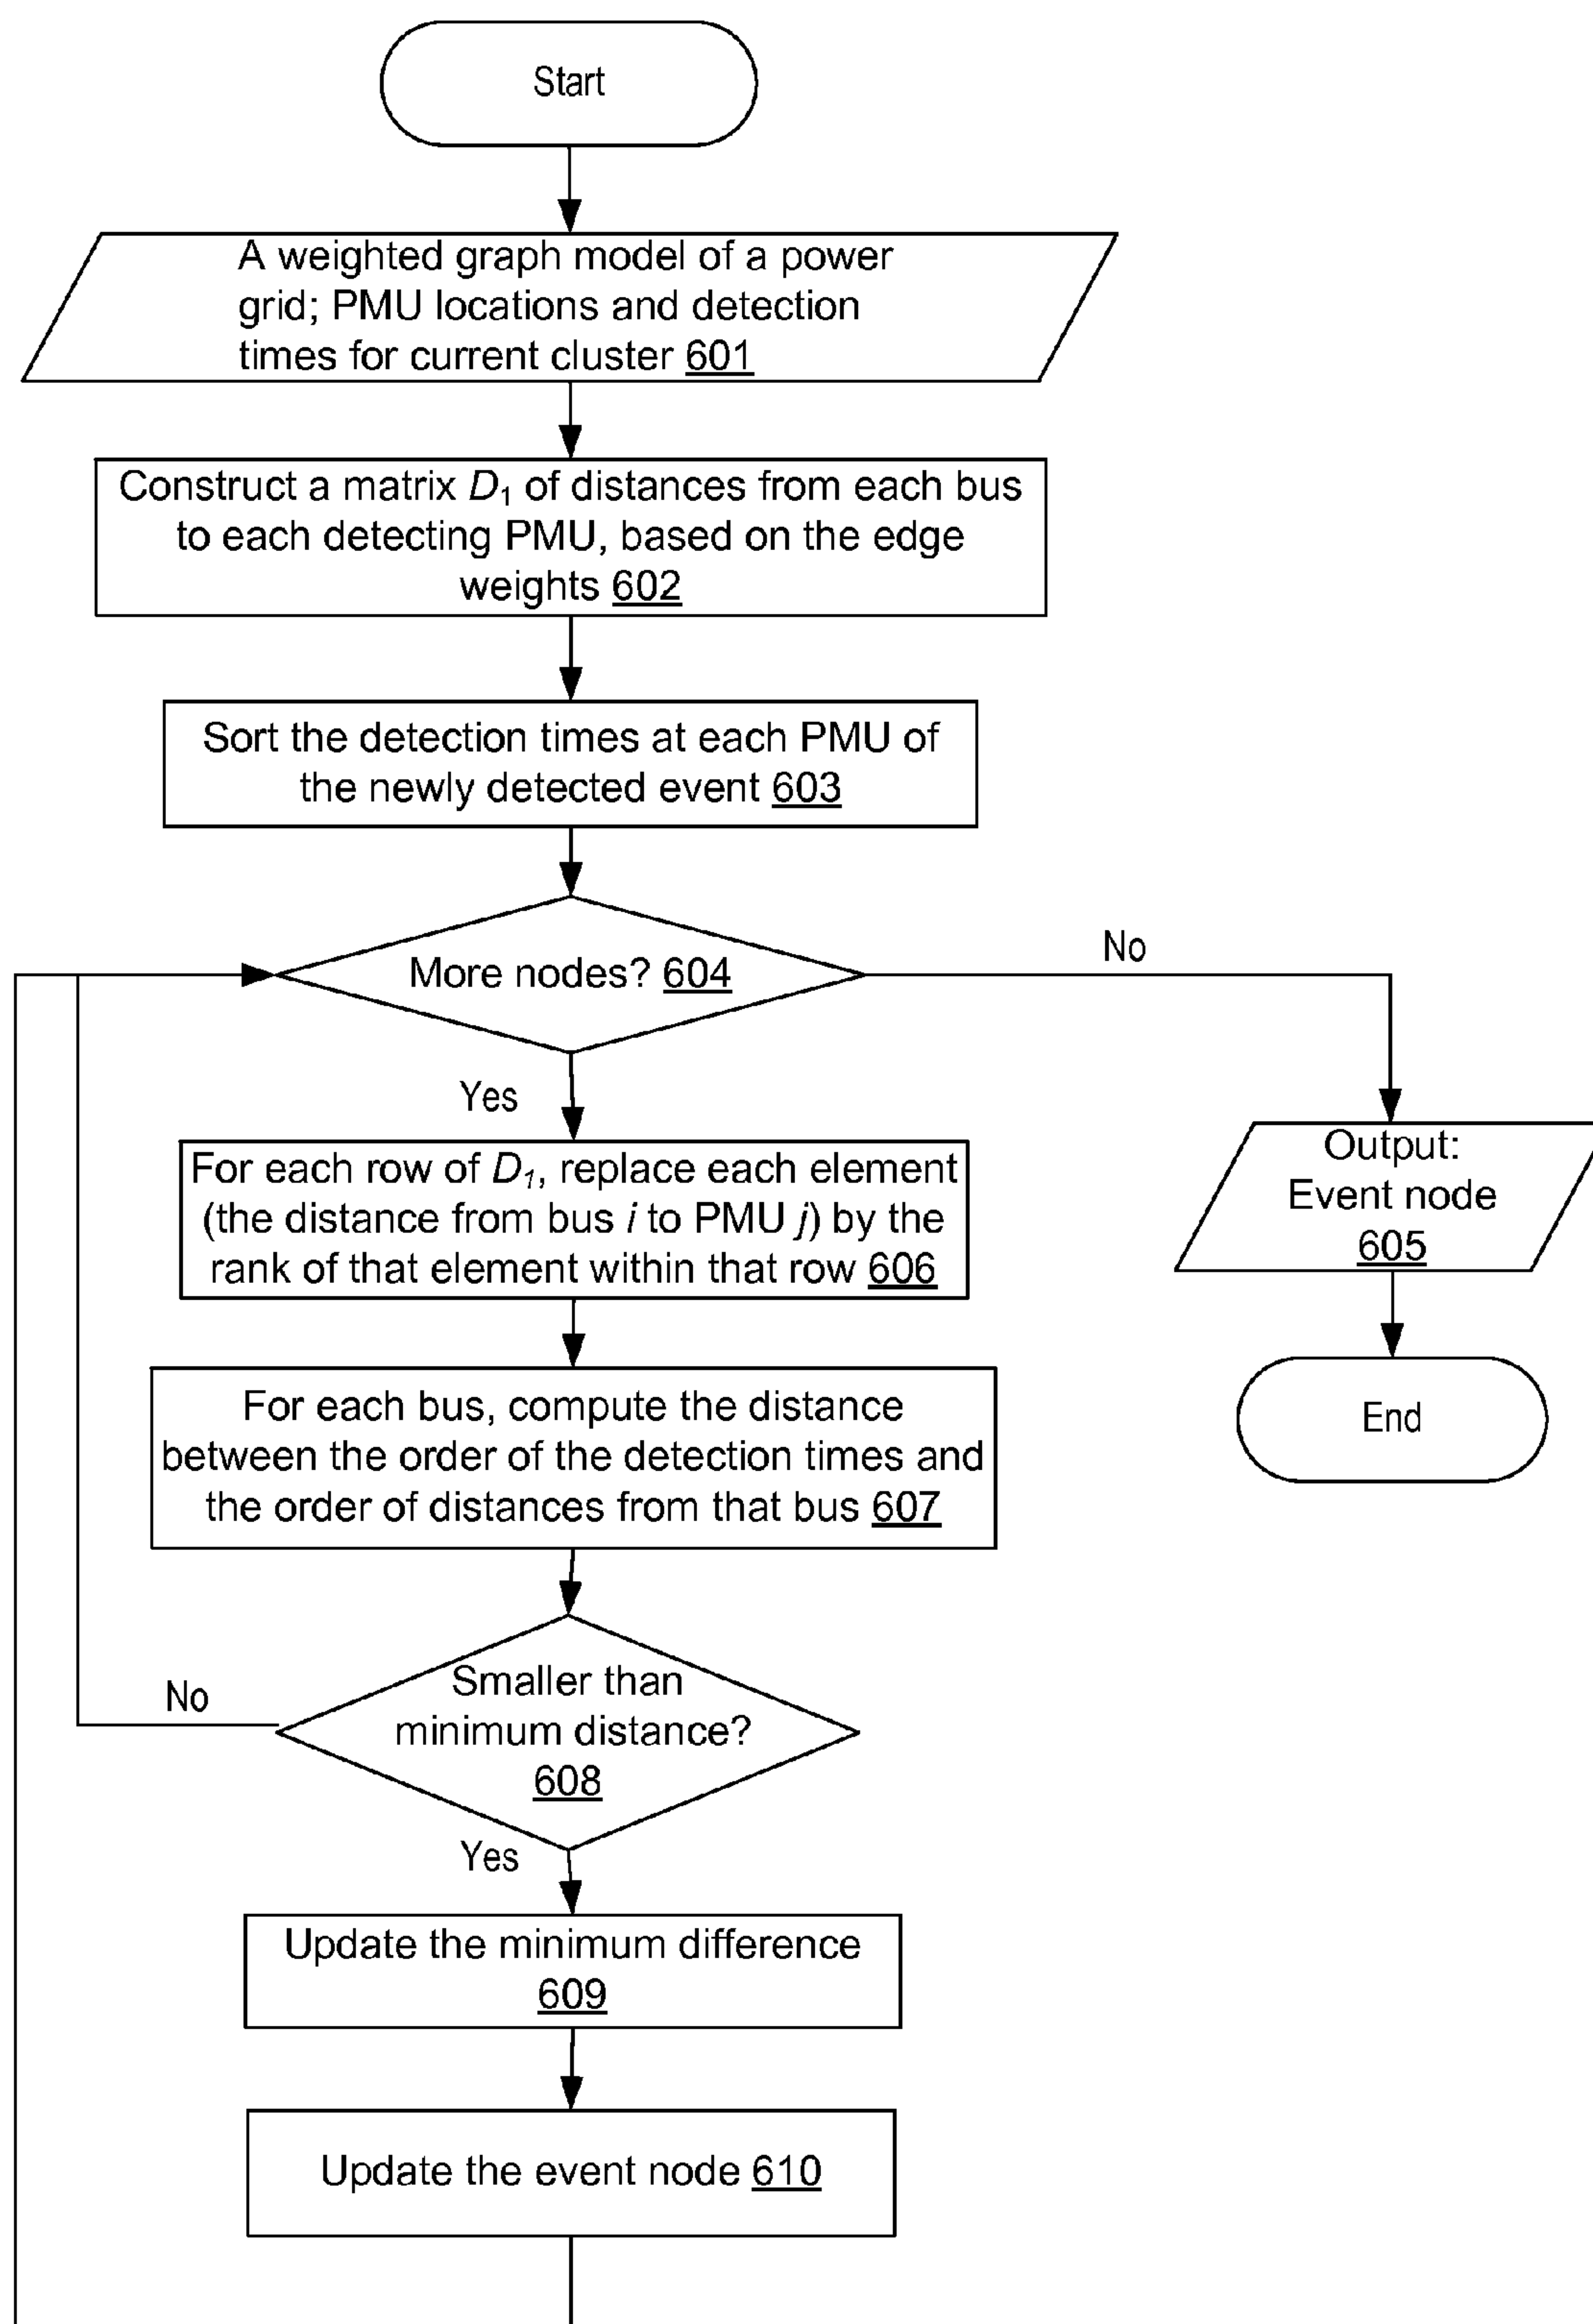 Start
A weighted graph model of a power
grid; PMU locations and detection
times for current cluster 601
Construct a matrix D1 of distances from each bus
to each detecting PMU, based on the edge
weights 602
Sort the detection times at each PMU of
the newly detected event 603
More nodes? 604
No
Yes
For each row of D1, replace each element
(the distance from bus i to PMU j) by the
rank of that element within that row 606
Output:
Event node
605
For each bus, compute the distance
between the order of the detection times and
the order of distances from that bus 607
End
Smaller than
minimum distance?
608
No
Yes
Update the minimum difference
609
Update the event node 610